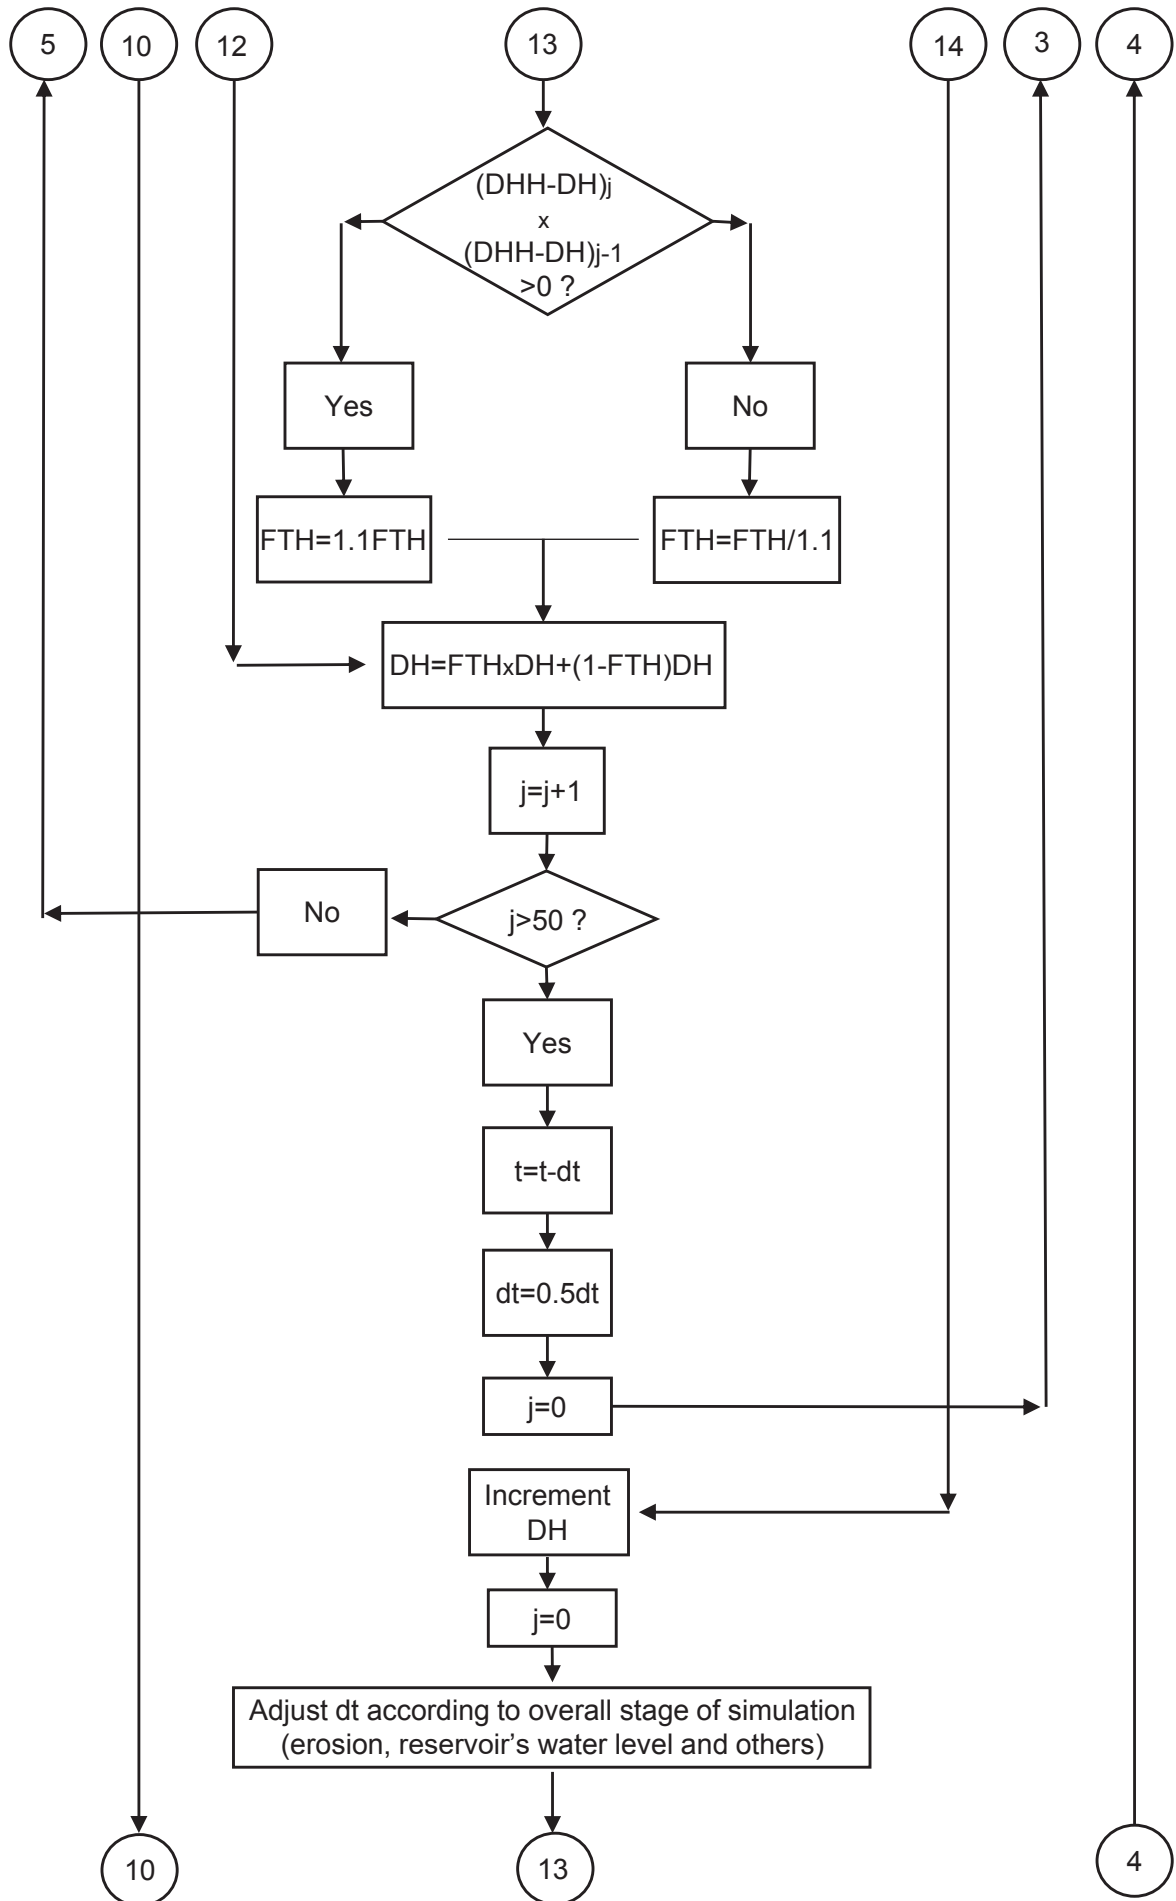 5
10
12
13
14
3
4
(DHH-DH)j
x
(DHH-DH)j-1
>0 ?
Yes
No
FTH=1.1FTH
FTH=FTH/1.1
DH=FTHxDH+(1-FTH)DH
j=j+1
No
j>50 ?
Yes
t=t-dt
dt=0.5dt
j=0
Increment
DH
j=0
Adjust dt according to overall stage of simulation
(erosion, reservoir's water level and others)
10
13
4